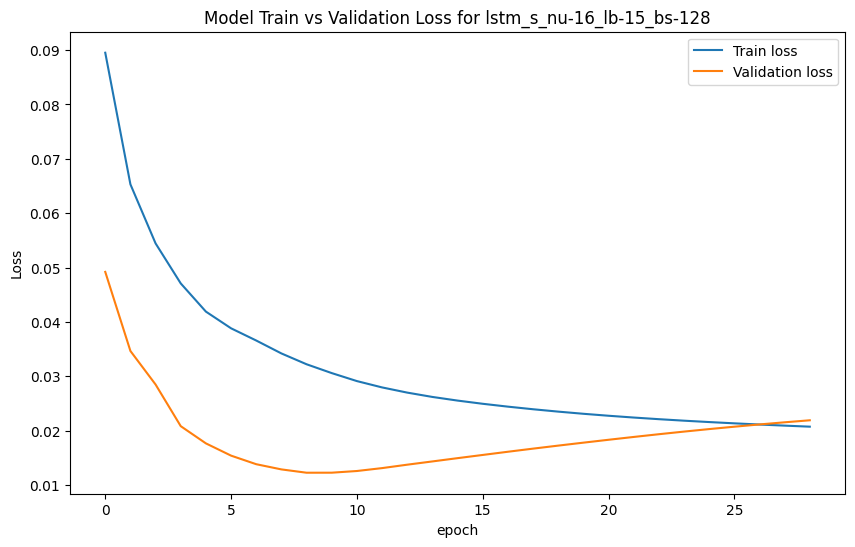 Model Train vs Validation Loss for lstm_s_nu-16_lb-15_bs-128
Train loss
Validation loss
Loss
0.09
0.08
0.07
0.06
0.05
0.04
0.03
0.02
0.01
0 5 10 15 20 25
epoch